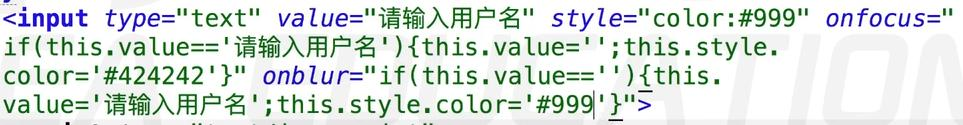 <input type="text" value="请输入用户名" style="color:#999" onfocus="
if(this.value=='请输入用户名'){this.value='';this.style.
color='#424242'}" onblur="if(this.value==''){this.
value='请输入用户名';this.style.color='#999'}">